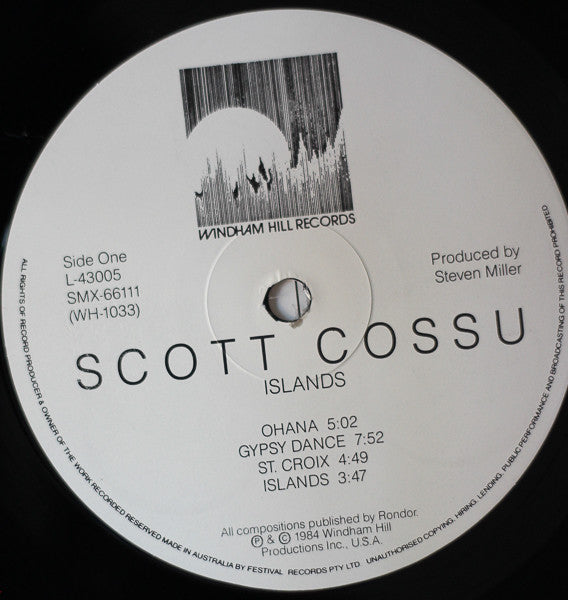 WINDHAM HILL RECORDS
Side One
L-43005
SMX-66111
(WH-1033)
Produced by
Steven Miller
SCOTT COSSU
ISLANDS
OHANA 5:02
GYPSY DANCE 7:52
ST. CROIX 4:49
ISLANDS 3:47
All compositions published by Rondor.
Ⓟ & © 1984 Windham Hill
Productions Inc., U.S.A.
ALL RIGHTS OF RECORD PRODUCER & OWNER OF THE WORK RECORDED RESERVED MADE IN AUSTRALIA BY FESTIVAL RECORDS PTY LTD. UNAUTHORISED COPYING. HIRING. LENDING. PUBLIC PERFORMANCE AND BROADCASTING OF THIS RECORD PROHIBITED